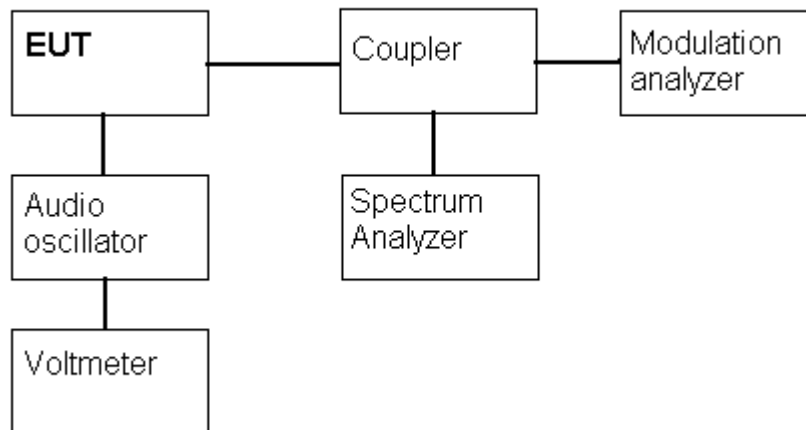 EUT
Coupler
Modulation
analyzer
Audio
oscillator
Spectrum
Analyzer
Voltmeter